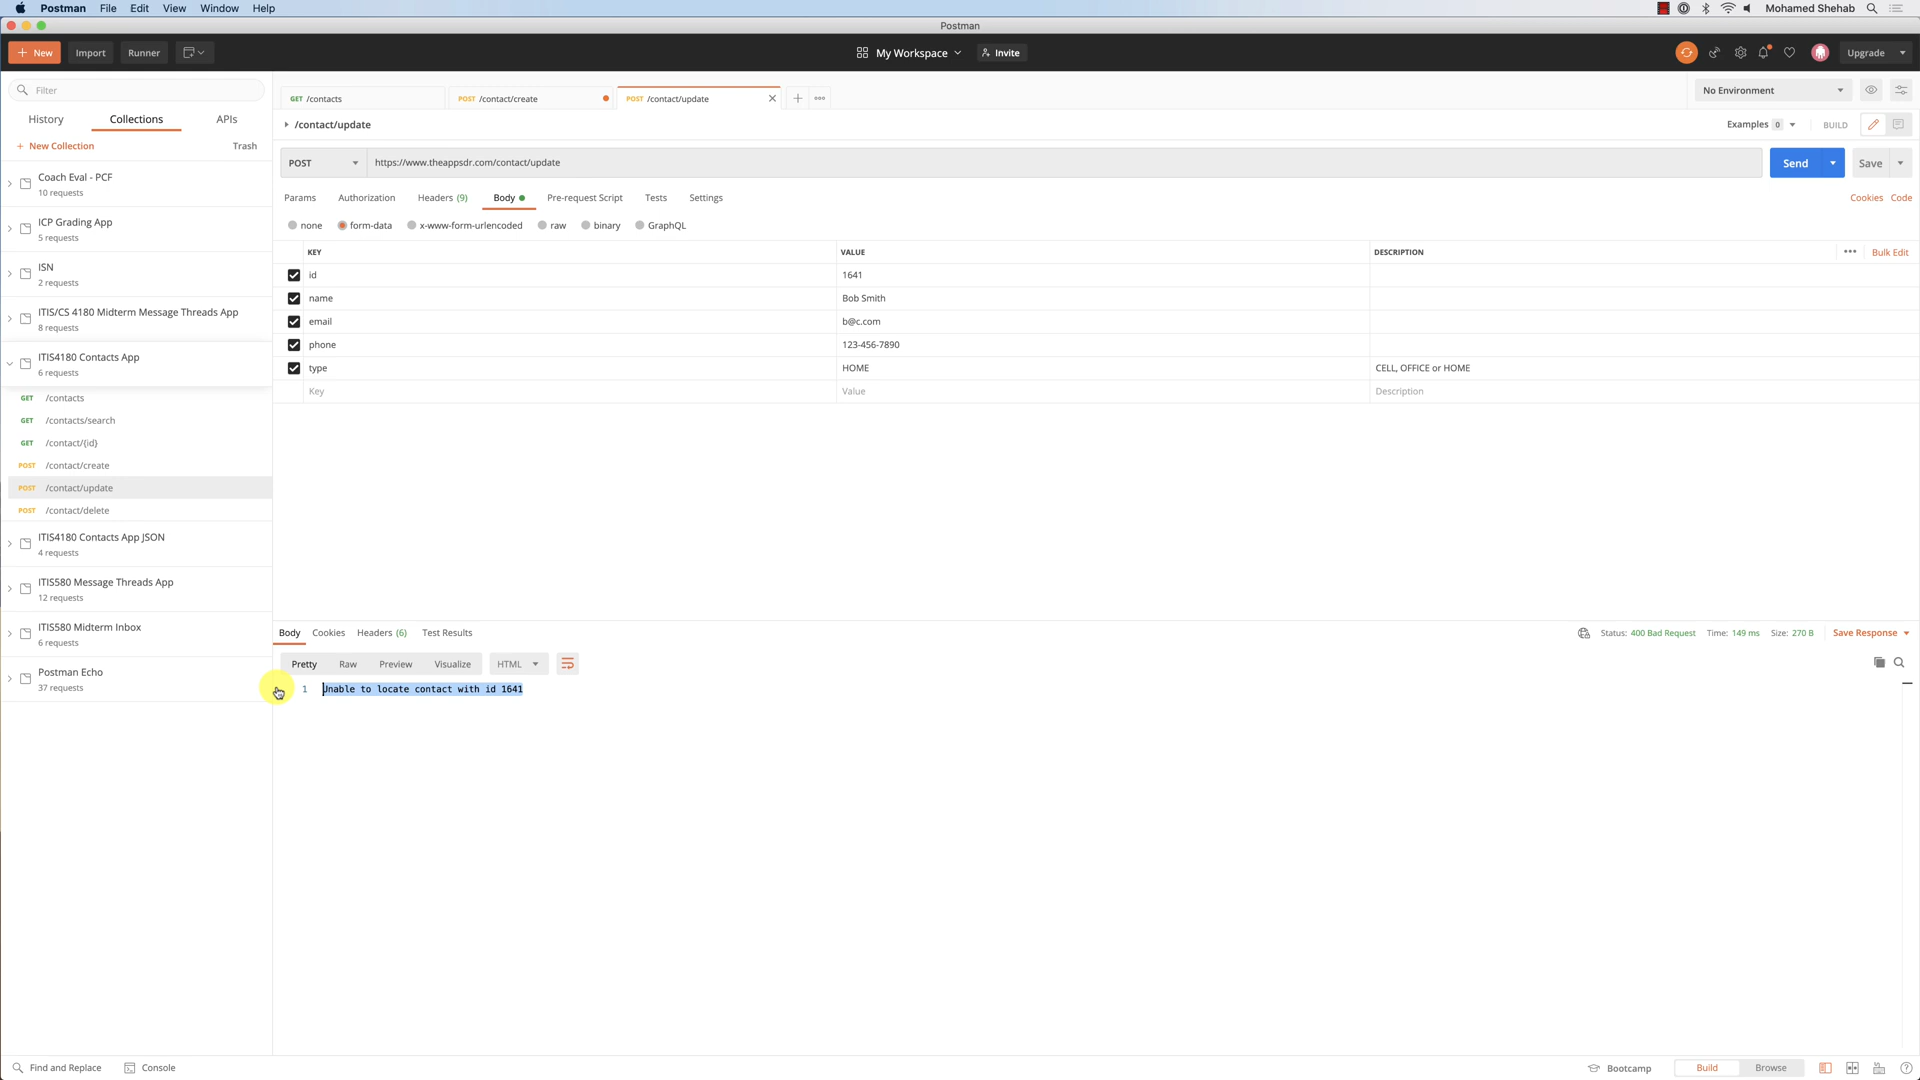 Postman File Edit View Window Help Mohamed Shehab
Postman
+ New Import Runner My Workspace Invite Upgrade
Filter
History Collections APIs
+ New Collection Trash
Coach Eval - PCF
10 requests
ICP Grading App
5 requests
ISN
2 requests
ITIS/CS 4180 Midterm Message Threads App
8 requests
ITIS4180 Contacts App
6 requests
GET /contacts
GET /contacts/search
GET /contact/{id}
POST /contact/create
POST /contact/update
POST /contact/delete
ITIS4180 Contacts App JSON
4 requests
ITIS580 Message Threads App
12 requests
ITIS580 Midterm Inbox
6 requests
Postman Echo
37 requests
GET /contacts POST /contact/create POST /contact/update No Environment
/contact/update Examples 0 BUILD
POST https://www.theappsdr.com/contact/update Send Save
Params Authorization Headers (9) Body Pre-request Script Tests Settings Cookies Code
none form-data x-www-form-urlencoded raw binary GraphQL
KEY VALUE DESCRIPTION ••• Bulk Edit
id 1641
name Bob Smith
email b@c.com
phone 123-456-7890
type HOME CELL, OFFICE or HOME
Key Value Description
Body Cookies Headers (6) Test Results Status: 400 Bad Request Time: 149 ms Size: 270 B Save Response
Pretty Raw Preview Visualize HTML
1 Unable to locate contact with id 1641
Find and Replace Console Bootcamp Build Browse